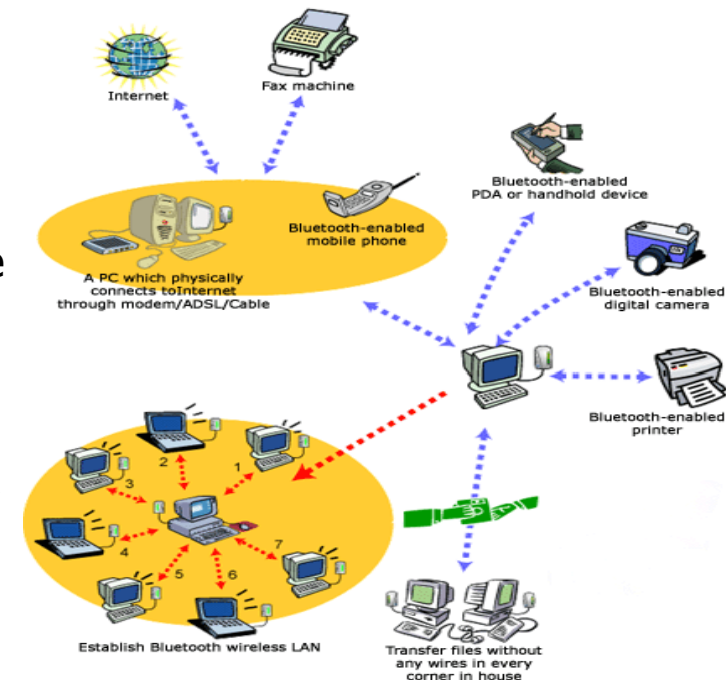 Internet
Fax machine
Bluetooth-enabled
PDA or handhold device
Bluetooth-enabled
mobile phone
e
A PC which physically
connects toInternet
through modem/ADSL/Cable
Bluetooth-enabled
digital camera
Bluetooth-enabled
printer
1
2
3
4
5
6
7
Establish Bluetooth wireless LAN
Transfer files without
any wires in every
corner in house